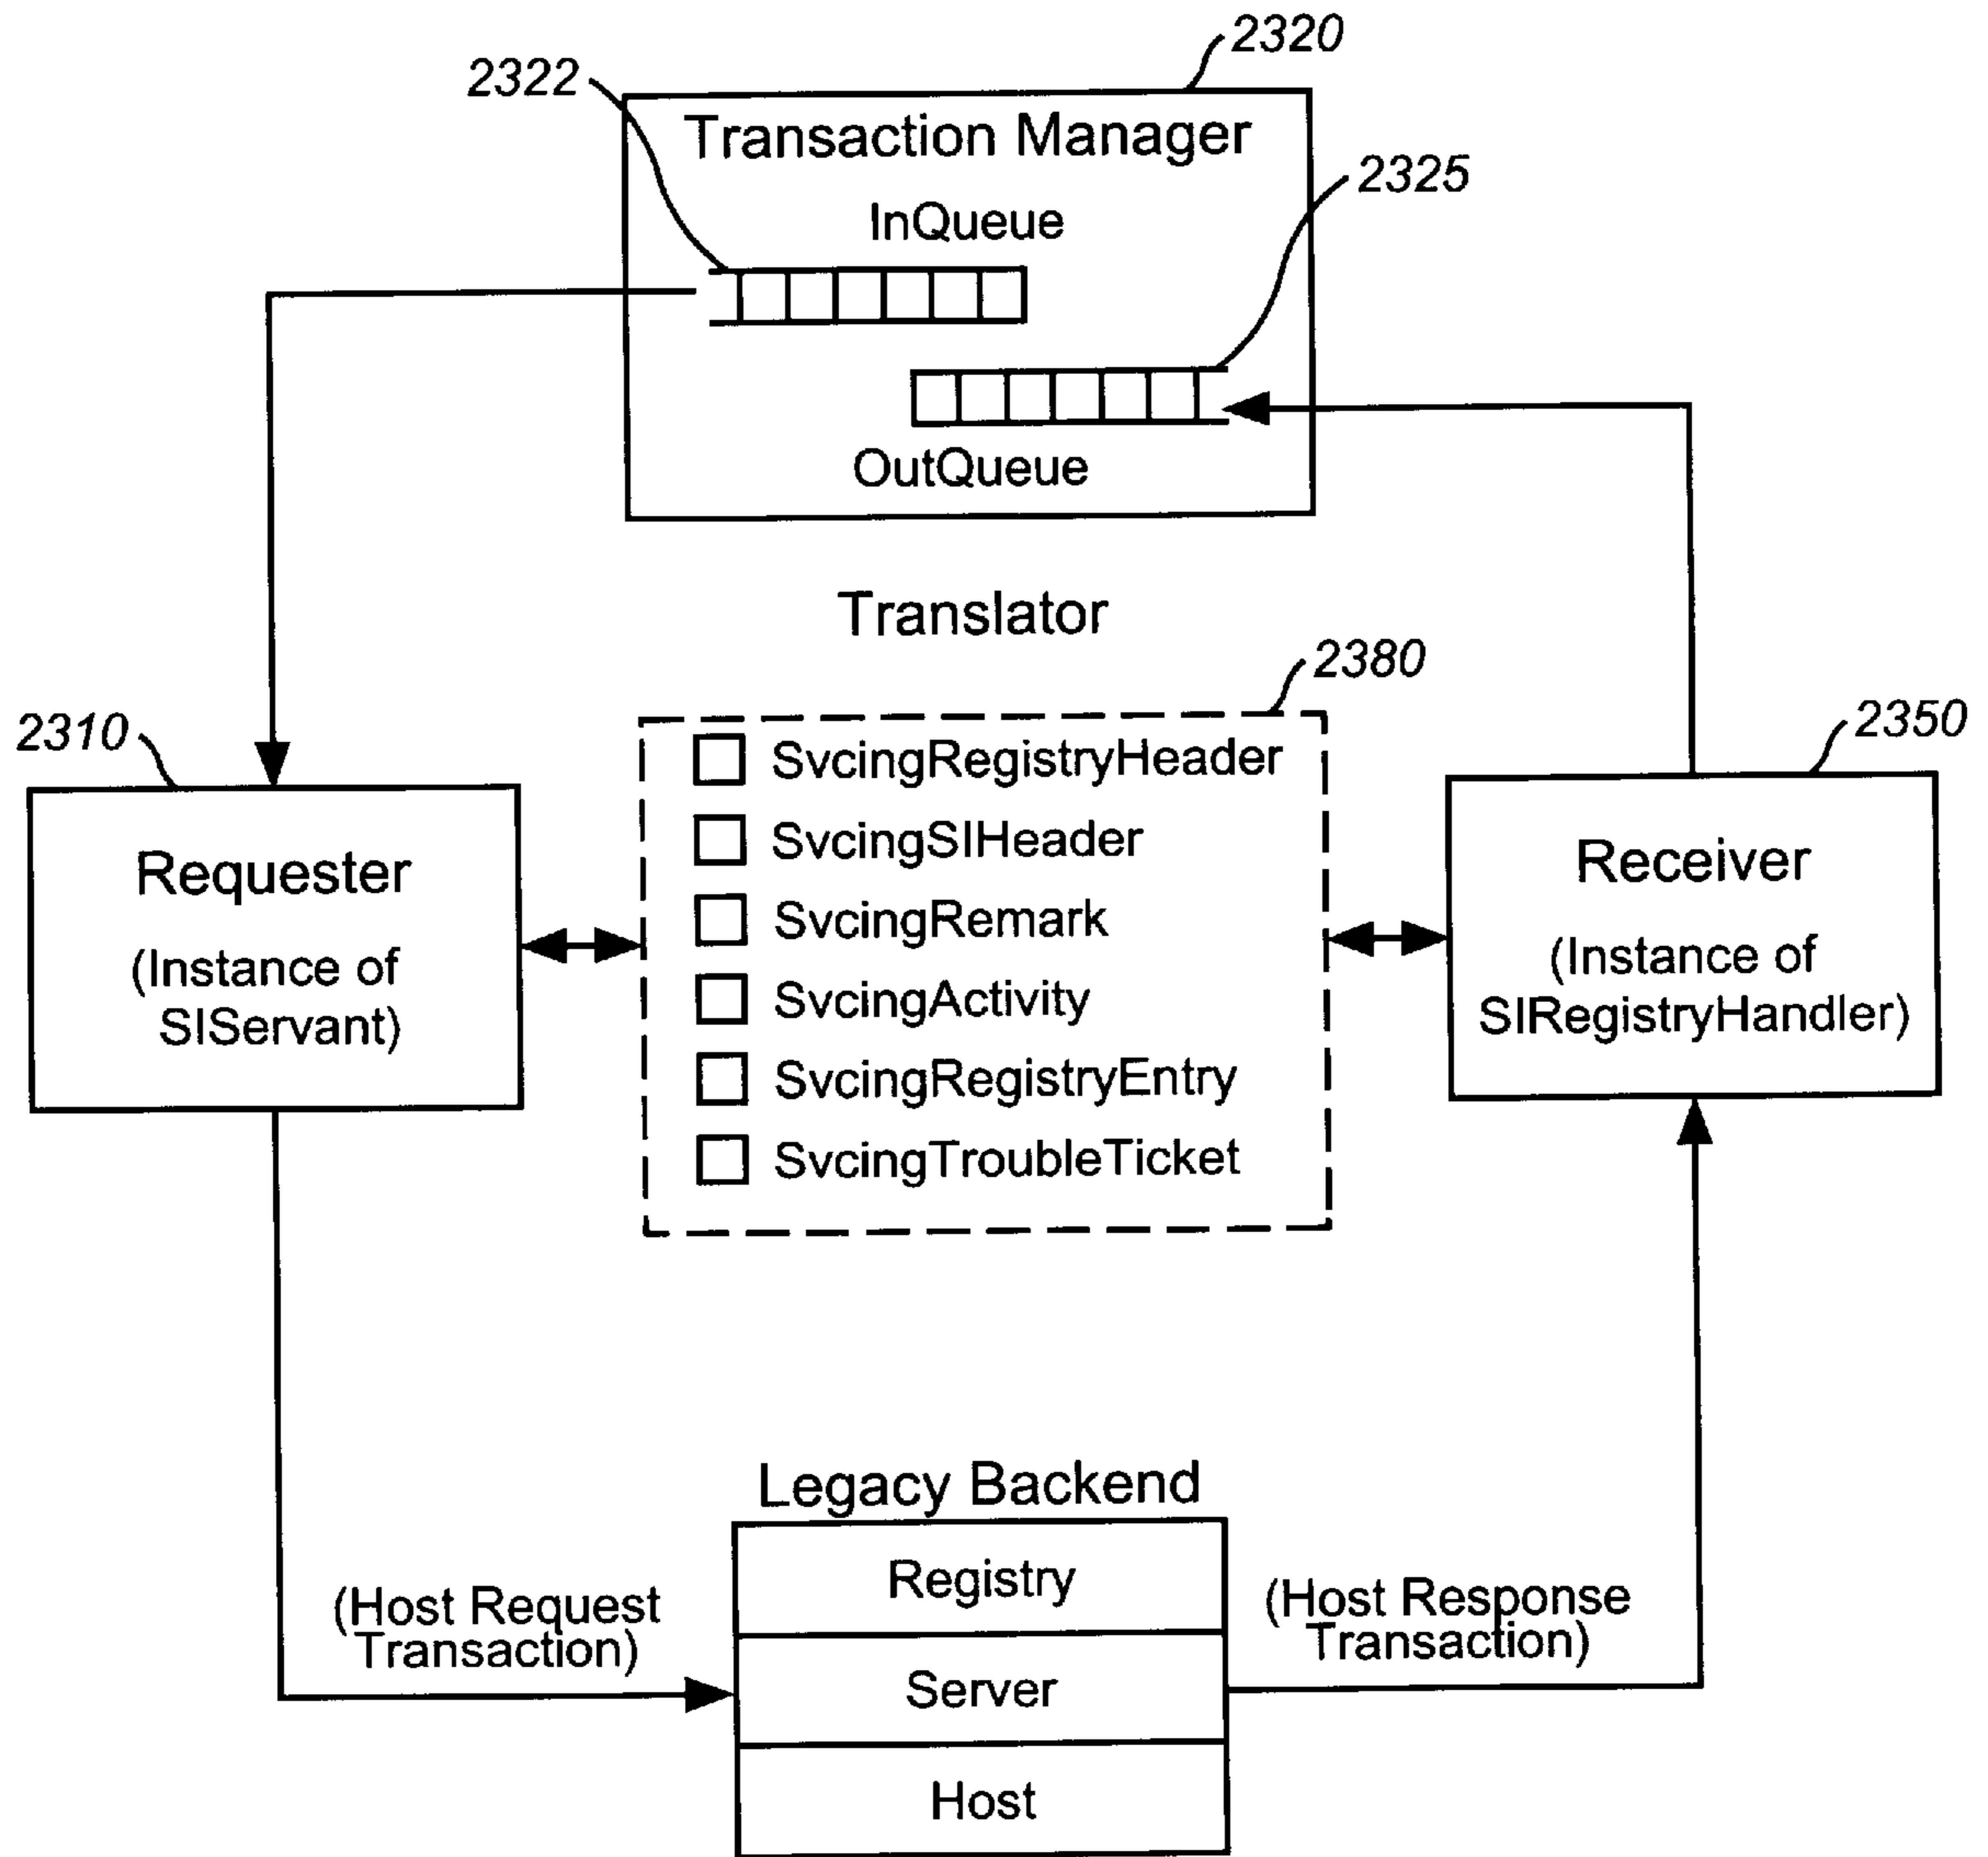 2320
2322
Transaction Manager
2325
InQueue
OutQueue
Translator
2380
2310
2350
SvcingRegistryHeader
SvcingSIHeader
SvcingRemark
SvcingActivity
SvcingRegistryEntry
SvcingTroubleTicket
Requester
(Instance of
SIServant)
Receiver
(Instance of
SIRegistryHandler)
Legacy Backend
Registry
Server
Host
(Host Request
Transaction)
(Host Response
Transaction)